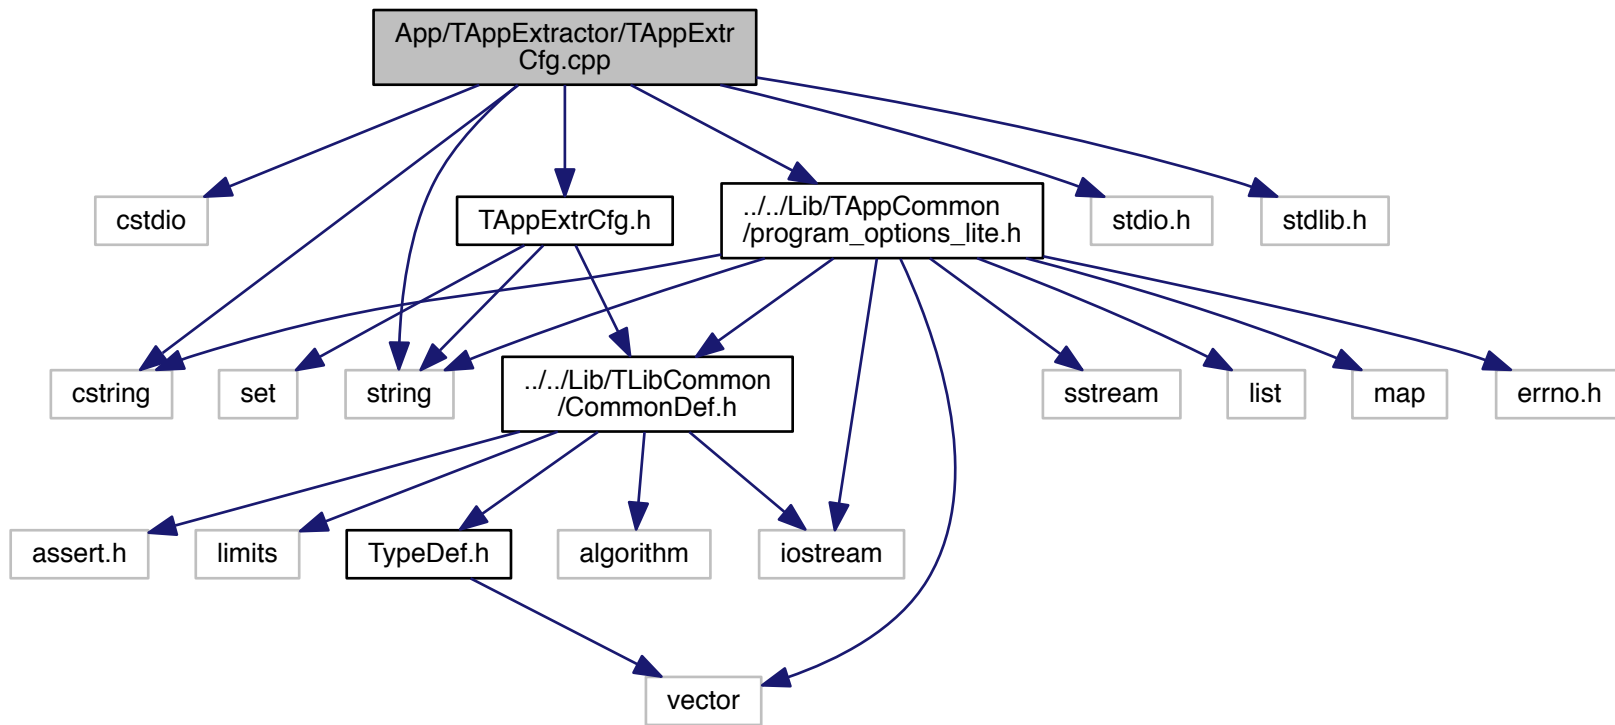 App/TAppExtractor/TAppExtr
Cfg.cpp
cstdio
TAppExtrCfg.h
../../Lib/TAppCommon
/program_options_lite.h
stdio.h
stdlib.h
cstring
set
string
../../Lib/TLibCommon
/CommonDef.h
sstream
list
map
errno.h
assert.h
limits
TypeDef.h
algorithm
iostream
vector